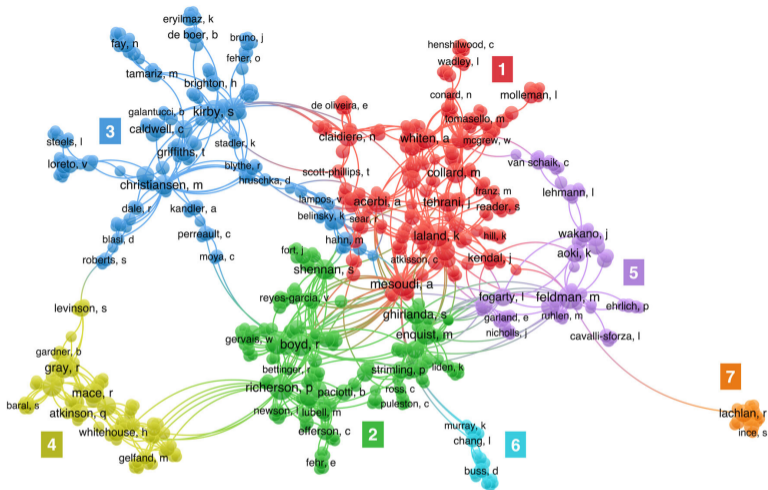 eryilmaz, k
de boer, b
bruno, j
fay, n
feher, o
henshilwood, c
wadley, l
1
tamariz, m
brighton, h
conard, n
molleman, l
de oliveira, e
galantucci, b
kirby, s
tomasello, m
caldwell, c
claidiere, n
whiten, a
mcgrew, w
3
steels, l
stadler, k
griffiths, t
van schaik, c
loreto, v
blythe, r
scott-phillips, t
collard, m
christiansen, m
hruschka, d
franz, m
lehmann, l
lampos, v
acerbi, a
tehrani, j
reader, s
dale, r
kandler, a
belinsky, k
sear, r
perreault, c
laland, k
hill, k
wakano, j
blasi, d
hahn, m
fort, j
moya, c
aoki, k
roberts, s
shennan, s
atkisson, c
kendal, j
5
mesoudi, a
reyes-garcia, v
fogarty, l
feldman, m
levinson, s
ghirlanda, s
garland, e
ruhlen, m
ehrlich, p
gervais, w
boyd, r
enquist, m
nicholls, j
cavalli-sforza, l
gardner, b
gray, r
bettinger, r
strimling, p
liden, k
7
richerson, p
paciotti, b
mace, r
ross, c
baral, s
atkinson, q
newson, l
lubell, m
puleston, c
lachlan, r
whitehouse, h
efferson, c
2
murray, k
ince, s
4
chang, l
6
gelfand, m
fehr, e
buss, d